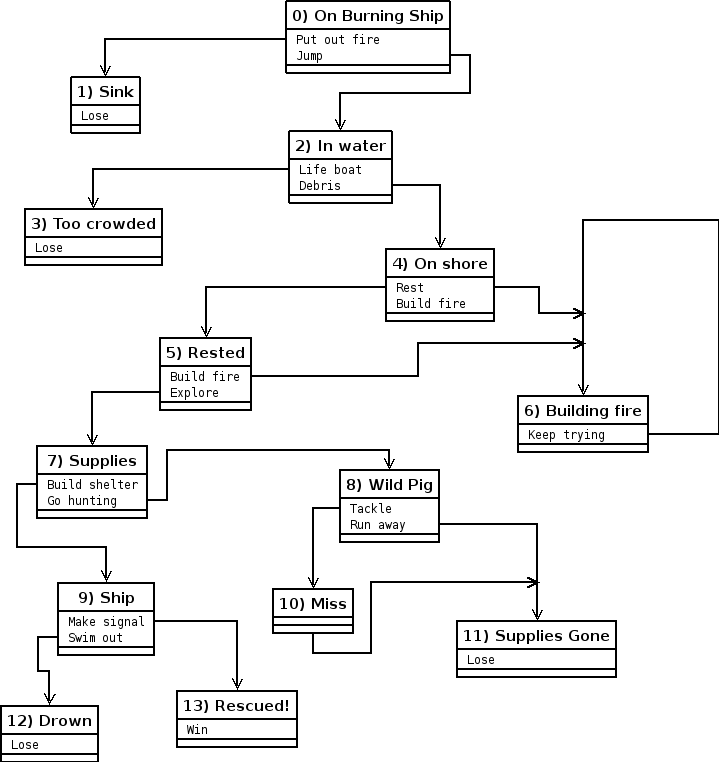 0) On Burning Ship
Put out fire
Jump
1) Sink
Lose
2) In water
Life boat
Debris
3) Too crowded
Lose
4) On shore
Rest
Build fire
5) Rested
Build fire
Explore
6) Building fire
Keep trying
7) Supplies
Build shelter
Go hunting
8) Wild Pig
Tackle
Run away
9) Ship
Make signal
Swim out
10) Miss
11) Supplies Gone
Lose
12) Drown
Lose
13) Rescued!
Win